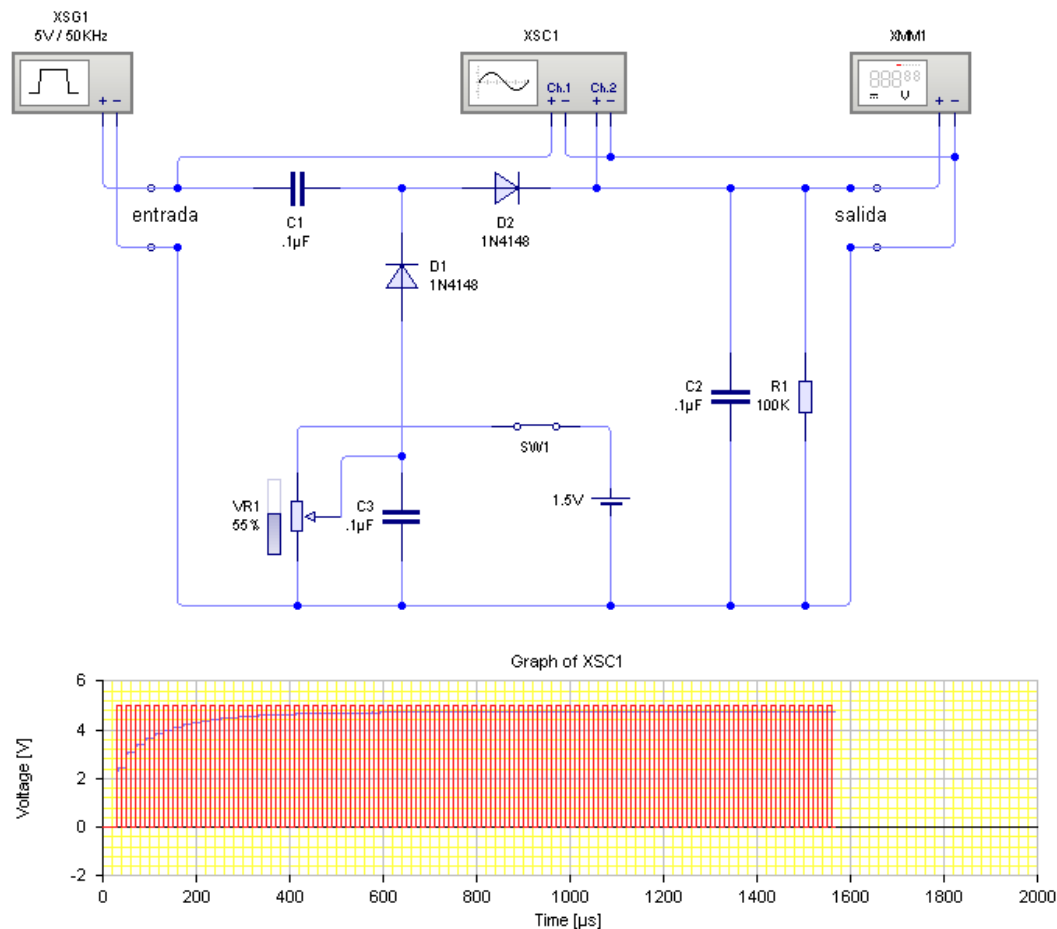 XSG1
5V / 50KHz
XSC1
XMM1
Ch.1
Ch.2
+ −
+ −
+ −
+ −
V
entrada
salida
C1
.1µF
D2
1N4148
D1
1N4148
C2
.1µF
R1
100K
SW1
VR1
55%
C3
.1µF
1.5V
Graph of XSC1
Voltage [V]
6
4
2
0
-2
0
200
400
600
800
1000
1200
1400
1600
1800
2000
Time [µs]